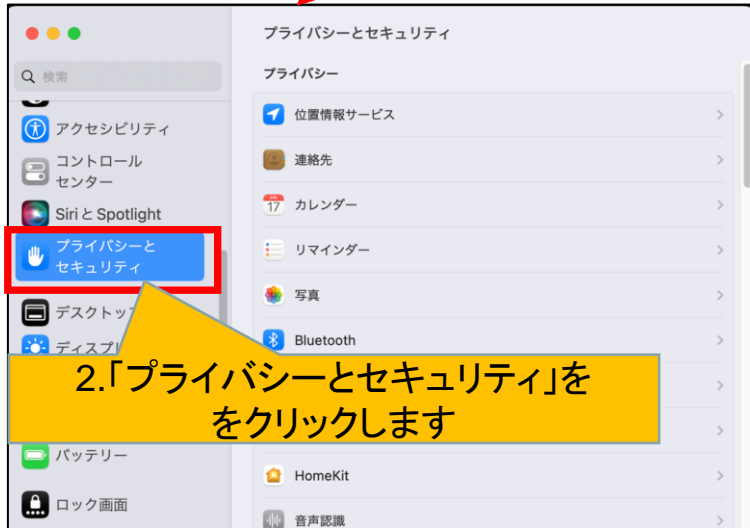 プライバシーとセキュリティ
検索
プライバシー
アクセシビリティ
コントロール
センター
Siri と Spotlight
プライバシーと
セキュリティ
デスクトッ
ディスプ
バッテリー
ロック画面
位置情報サービス
連絡先
17
カレンダー
リマインダー
写真
Bluetooth
HomeKit
音声認識
2.「プライバシーとセキュリティ」を
をクリックします